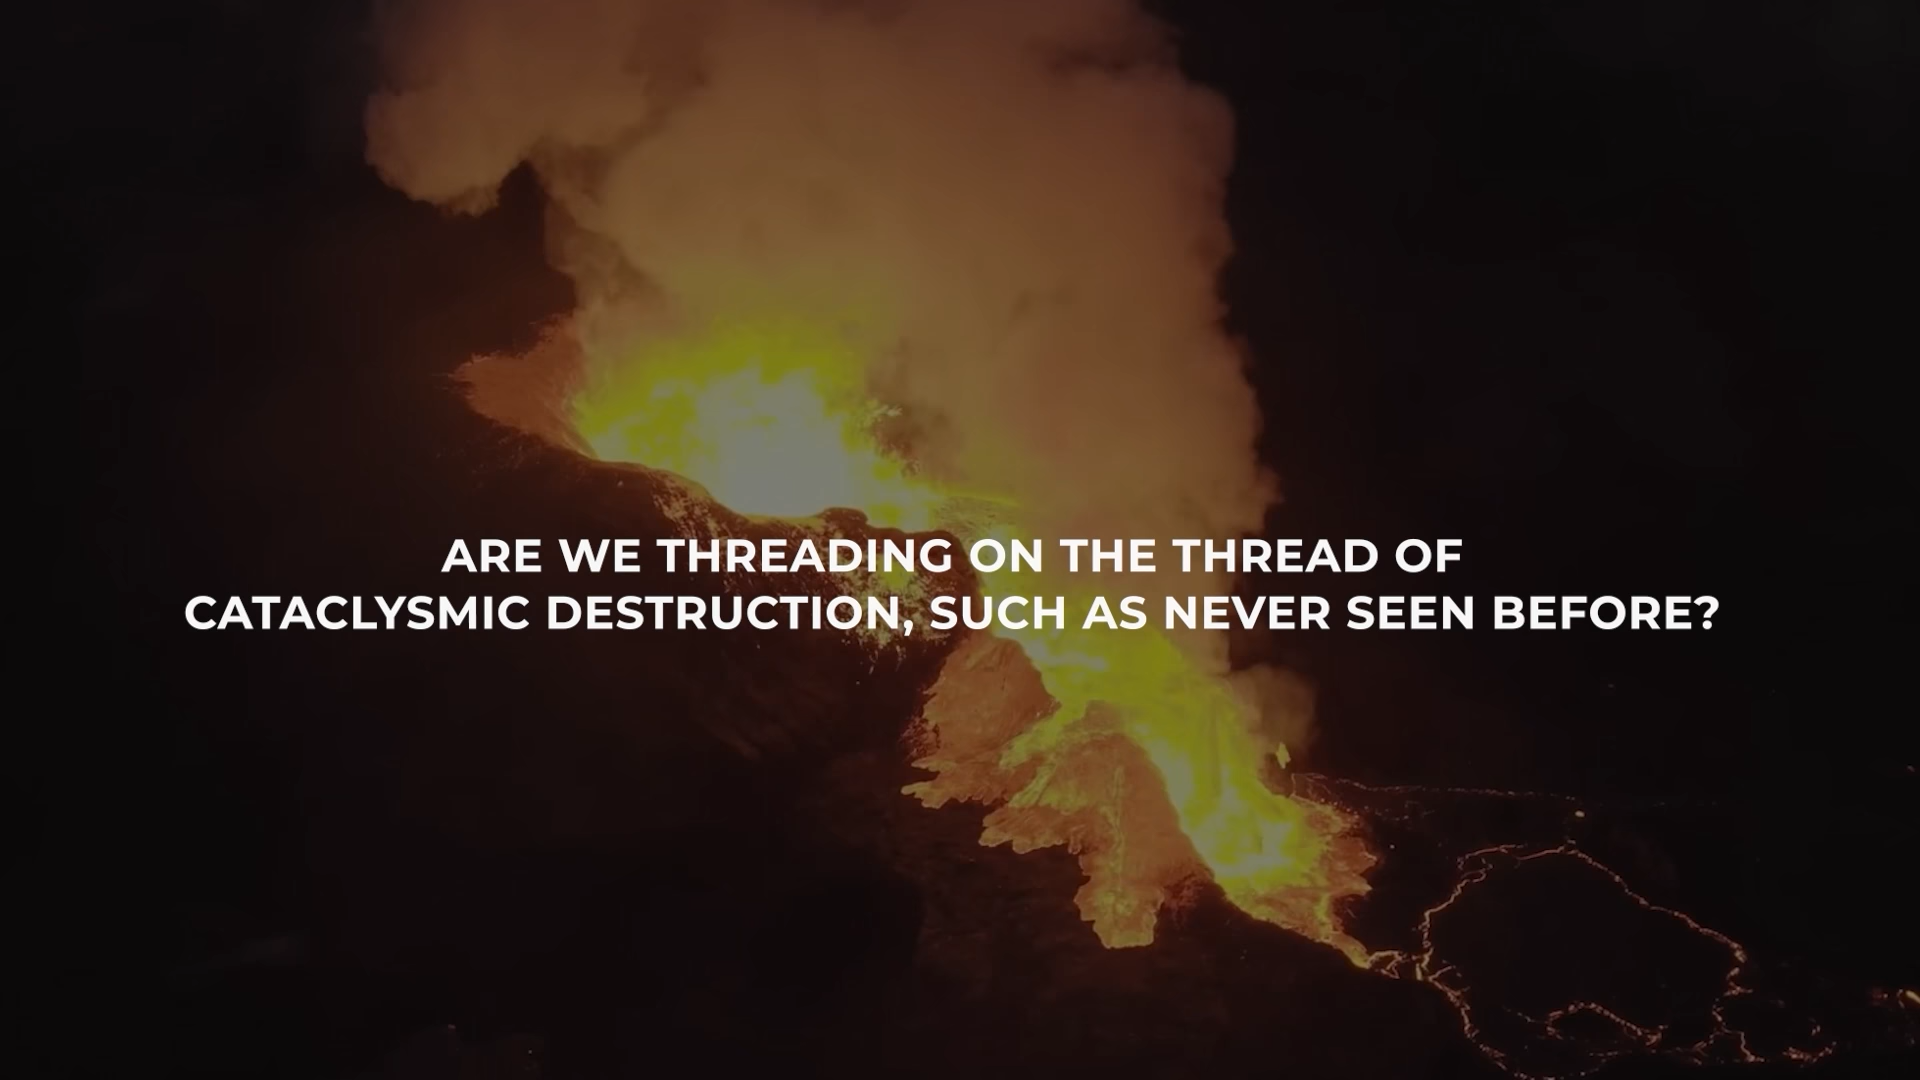 ARE WE THREADING ON THE THREAD OF
CATACLYSMIC DESTRUCTION, SUCH AS NEVER SEEN BEFORE?